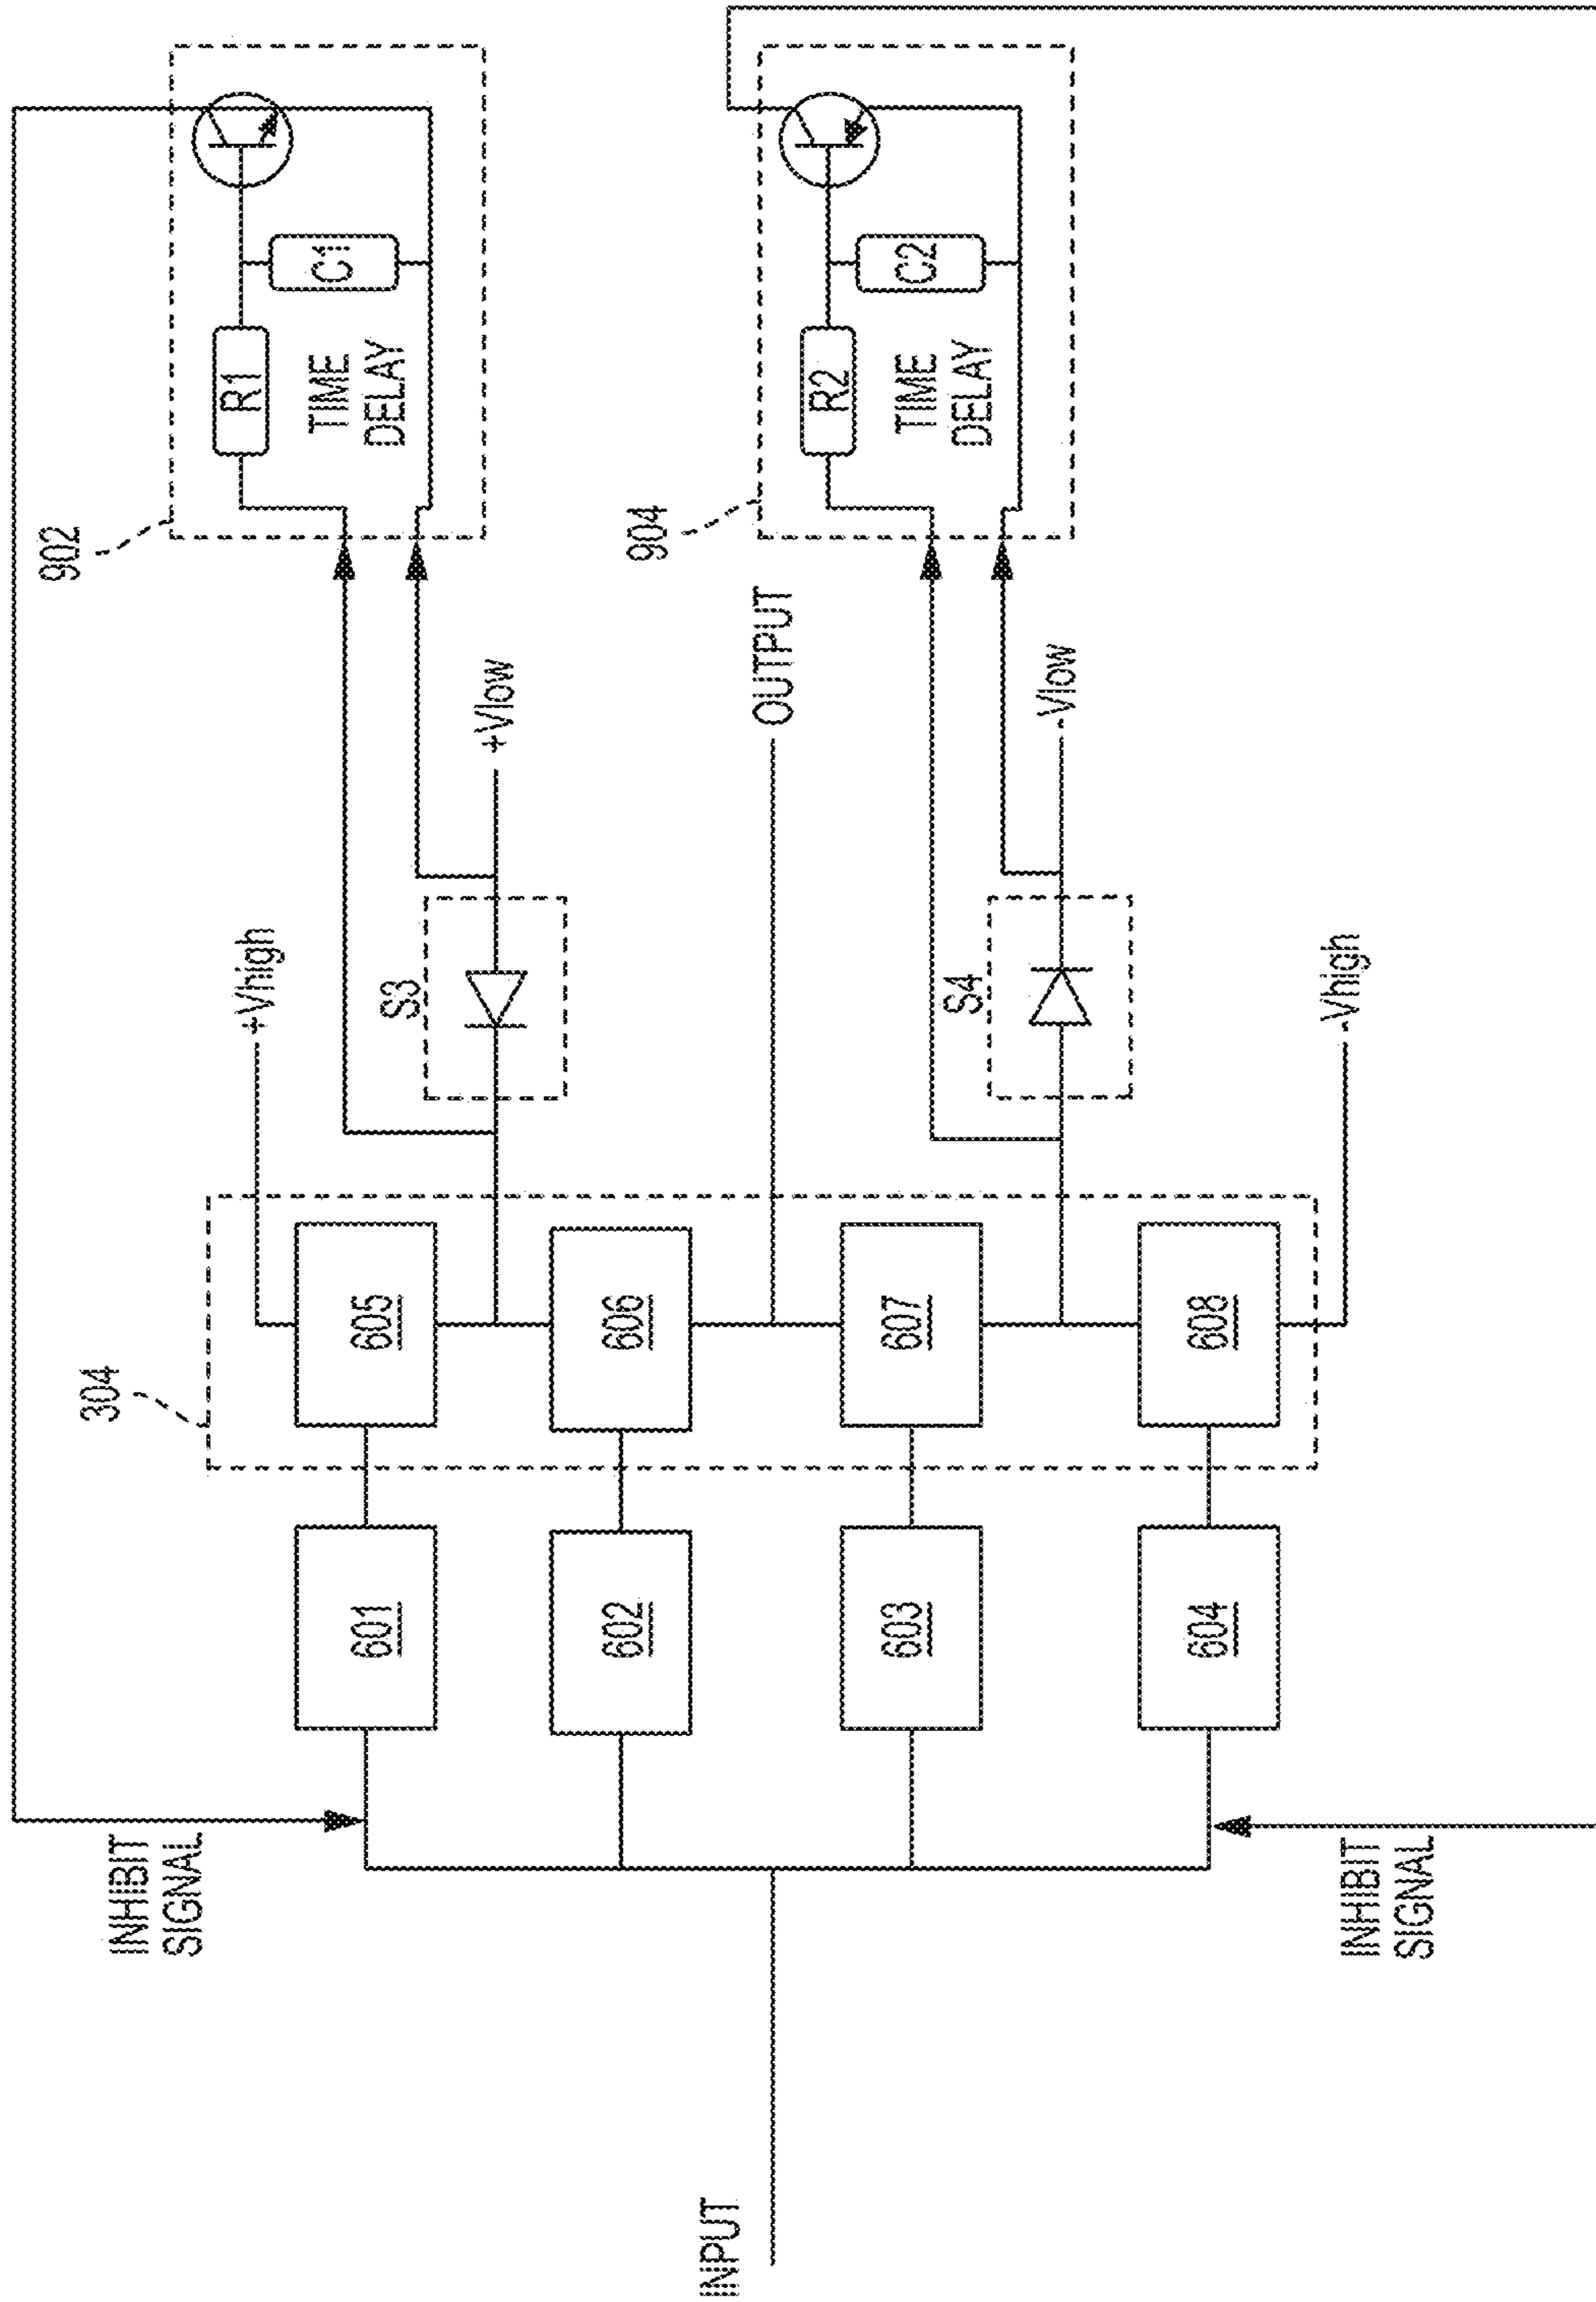 INPUT
INHIBIT
SIGNAL
INHIBIT
SIGNAL
601
602
603
604
304
605
606
607
608
+Vhigh
-Vhigh
S3
S4
+Vlow
OUTPUT
-Vlow
902
R1
C1
TIME
DELAY
904
R2
C2
TIME
DELAY